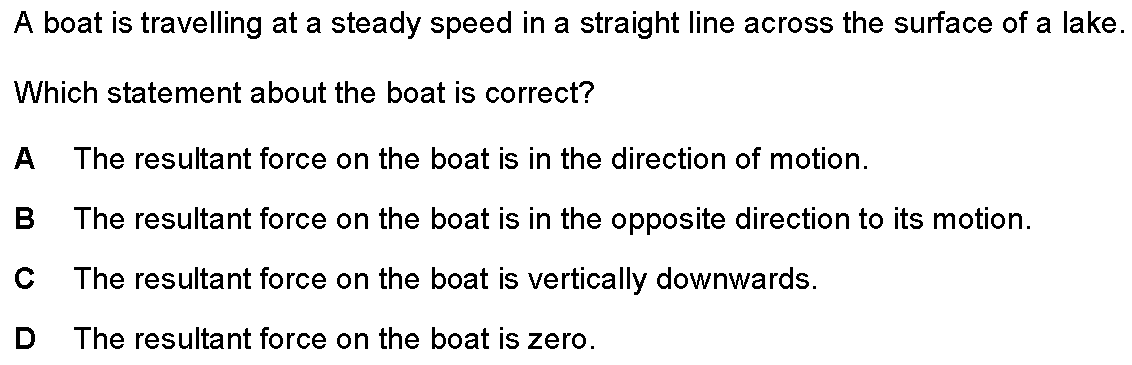 A boat is travelling at a steady speed in a straight line across the surface of a lake.
Which statement about the boat is correct?
A The resultant force on the boat is in the direction of motion.
B The resultant force on the boat is in the opposite direction to its motion.
C The resultant force on the boat is vertically downwards.
D The resultant force on the boat is zero.